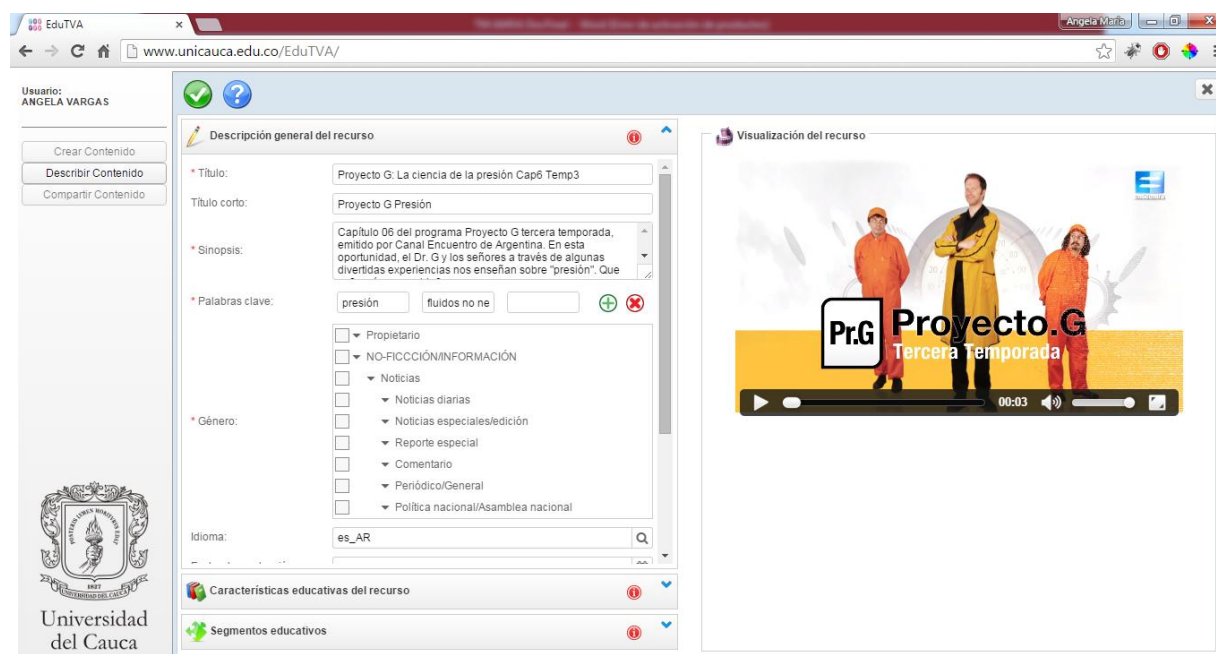 EduTVA
Angela María
www.unicauca.edu.co/EduTVA/
Usuario:
ANGELA VARGAS
Crear Contenido
Describir Contenido
Compartir Contenido
1827
Universidad
del Cauca
Descripción general del recurso
* Título:
Proyecto G: La ciencia de la presión Cap6 Temp3
Título corto:
Proyecto G Presión
* Sinopsis:
Capítulo 06 del programa Proyecto G tercera temporada,
emitido por Canal Encuentro de Argentina. En esta
oportunidad, el Dr. G y los señores a través de algunas
divertidas experiencias nos enseñan sobre "presión". Que
* Palabras clave:
presión
fluidos no ne
* Género:
Propietario
NO-FICCCIÓN/INFORMACIÓN
Noticias
Noticias diarias
Noticias especiales/edición
Reporte especial
Comentario
Periódico/General
Política nacional/Asamblea nacional
Idioma:
es_AR
Características educativas del recurso
Segmentos educativos
Visualización del recurso
Pr.G
Proyecto.G
Tercera Temporada
00:03